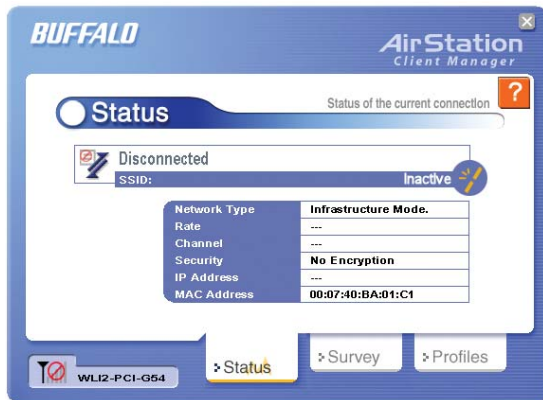 BUFFALO
AirStation
Client Manager
Status
Status of the current connection
?
Disconnected
SSID:
Inactive
Network Type Infrastructure Mode.
Rate ---
Channel ---
Security No Encryption
IP Address ---
MAC Address 00:07:40:BA:01:C1
WLI2-PCI-G54
Status
Survey
Profiles